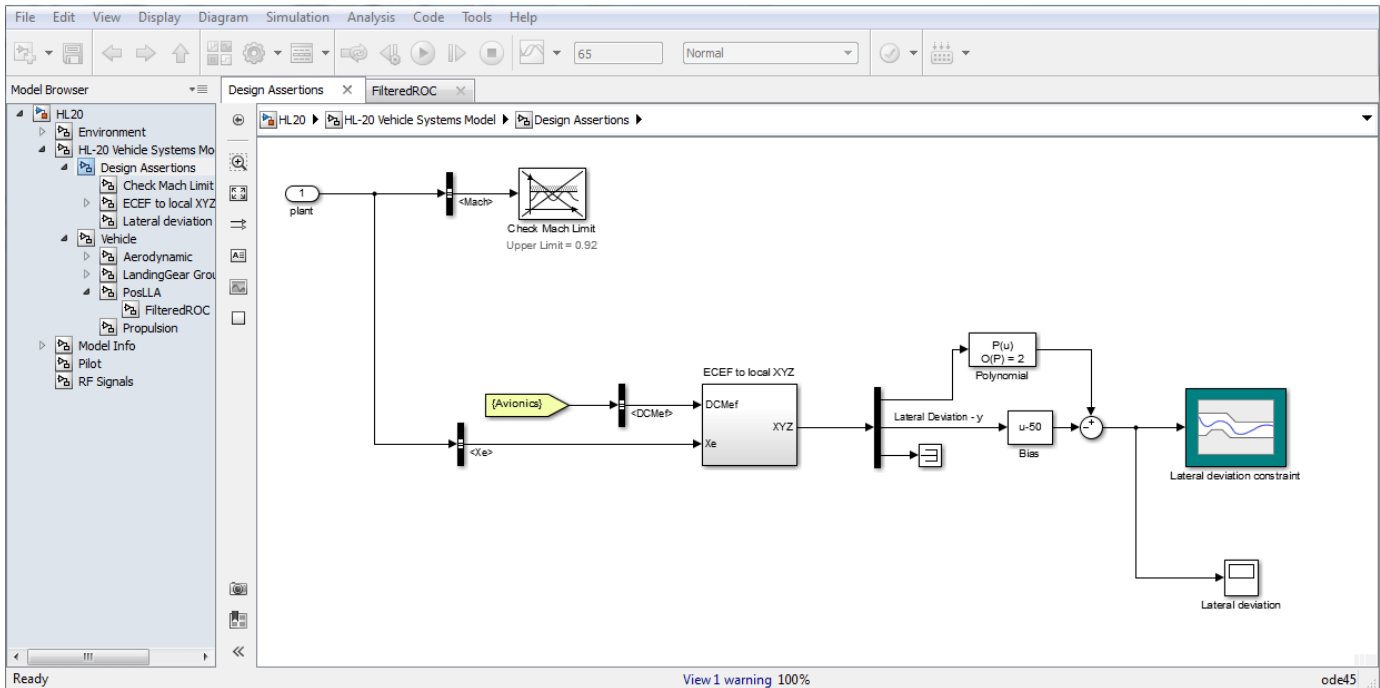 File Edit View Display Diagram Simulation Analysis Code Tools Help
65 Normal
Model Browser
Design Assertions
FilteredROC
HL20
Environment
HL-20 Vehicle Systems Mo
Design Assertions
Check Mach Limit
ECEF to local XYZ
Lateral deviation
Vehicle
Aerodynamic
LandingGear Grou
PosLLA
FilteredROC
Propulsion
Model Info
Pilot
RF Signals
HL20 HL-20 Vehicle Systems Model Design Assertions
1
plant
<Mach>
Check Mach Limit
Upper Limit = 0.92
{Avionics}
<DCMef>
<Xe>
ECEF to local XYZ
DCMef
Xe
XYZ
P(u)
O(P) = 2
Polynomial
Lateral Deviation - y
u-50
Bias
Lateral deviation constraint
Lateral deviation
Ready View 1 warning 100% ode45